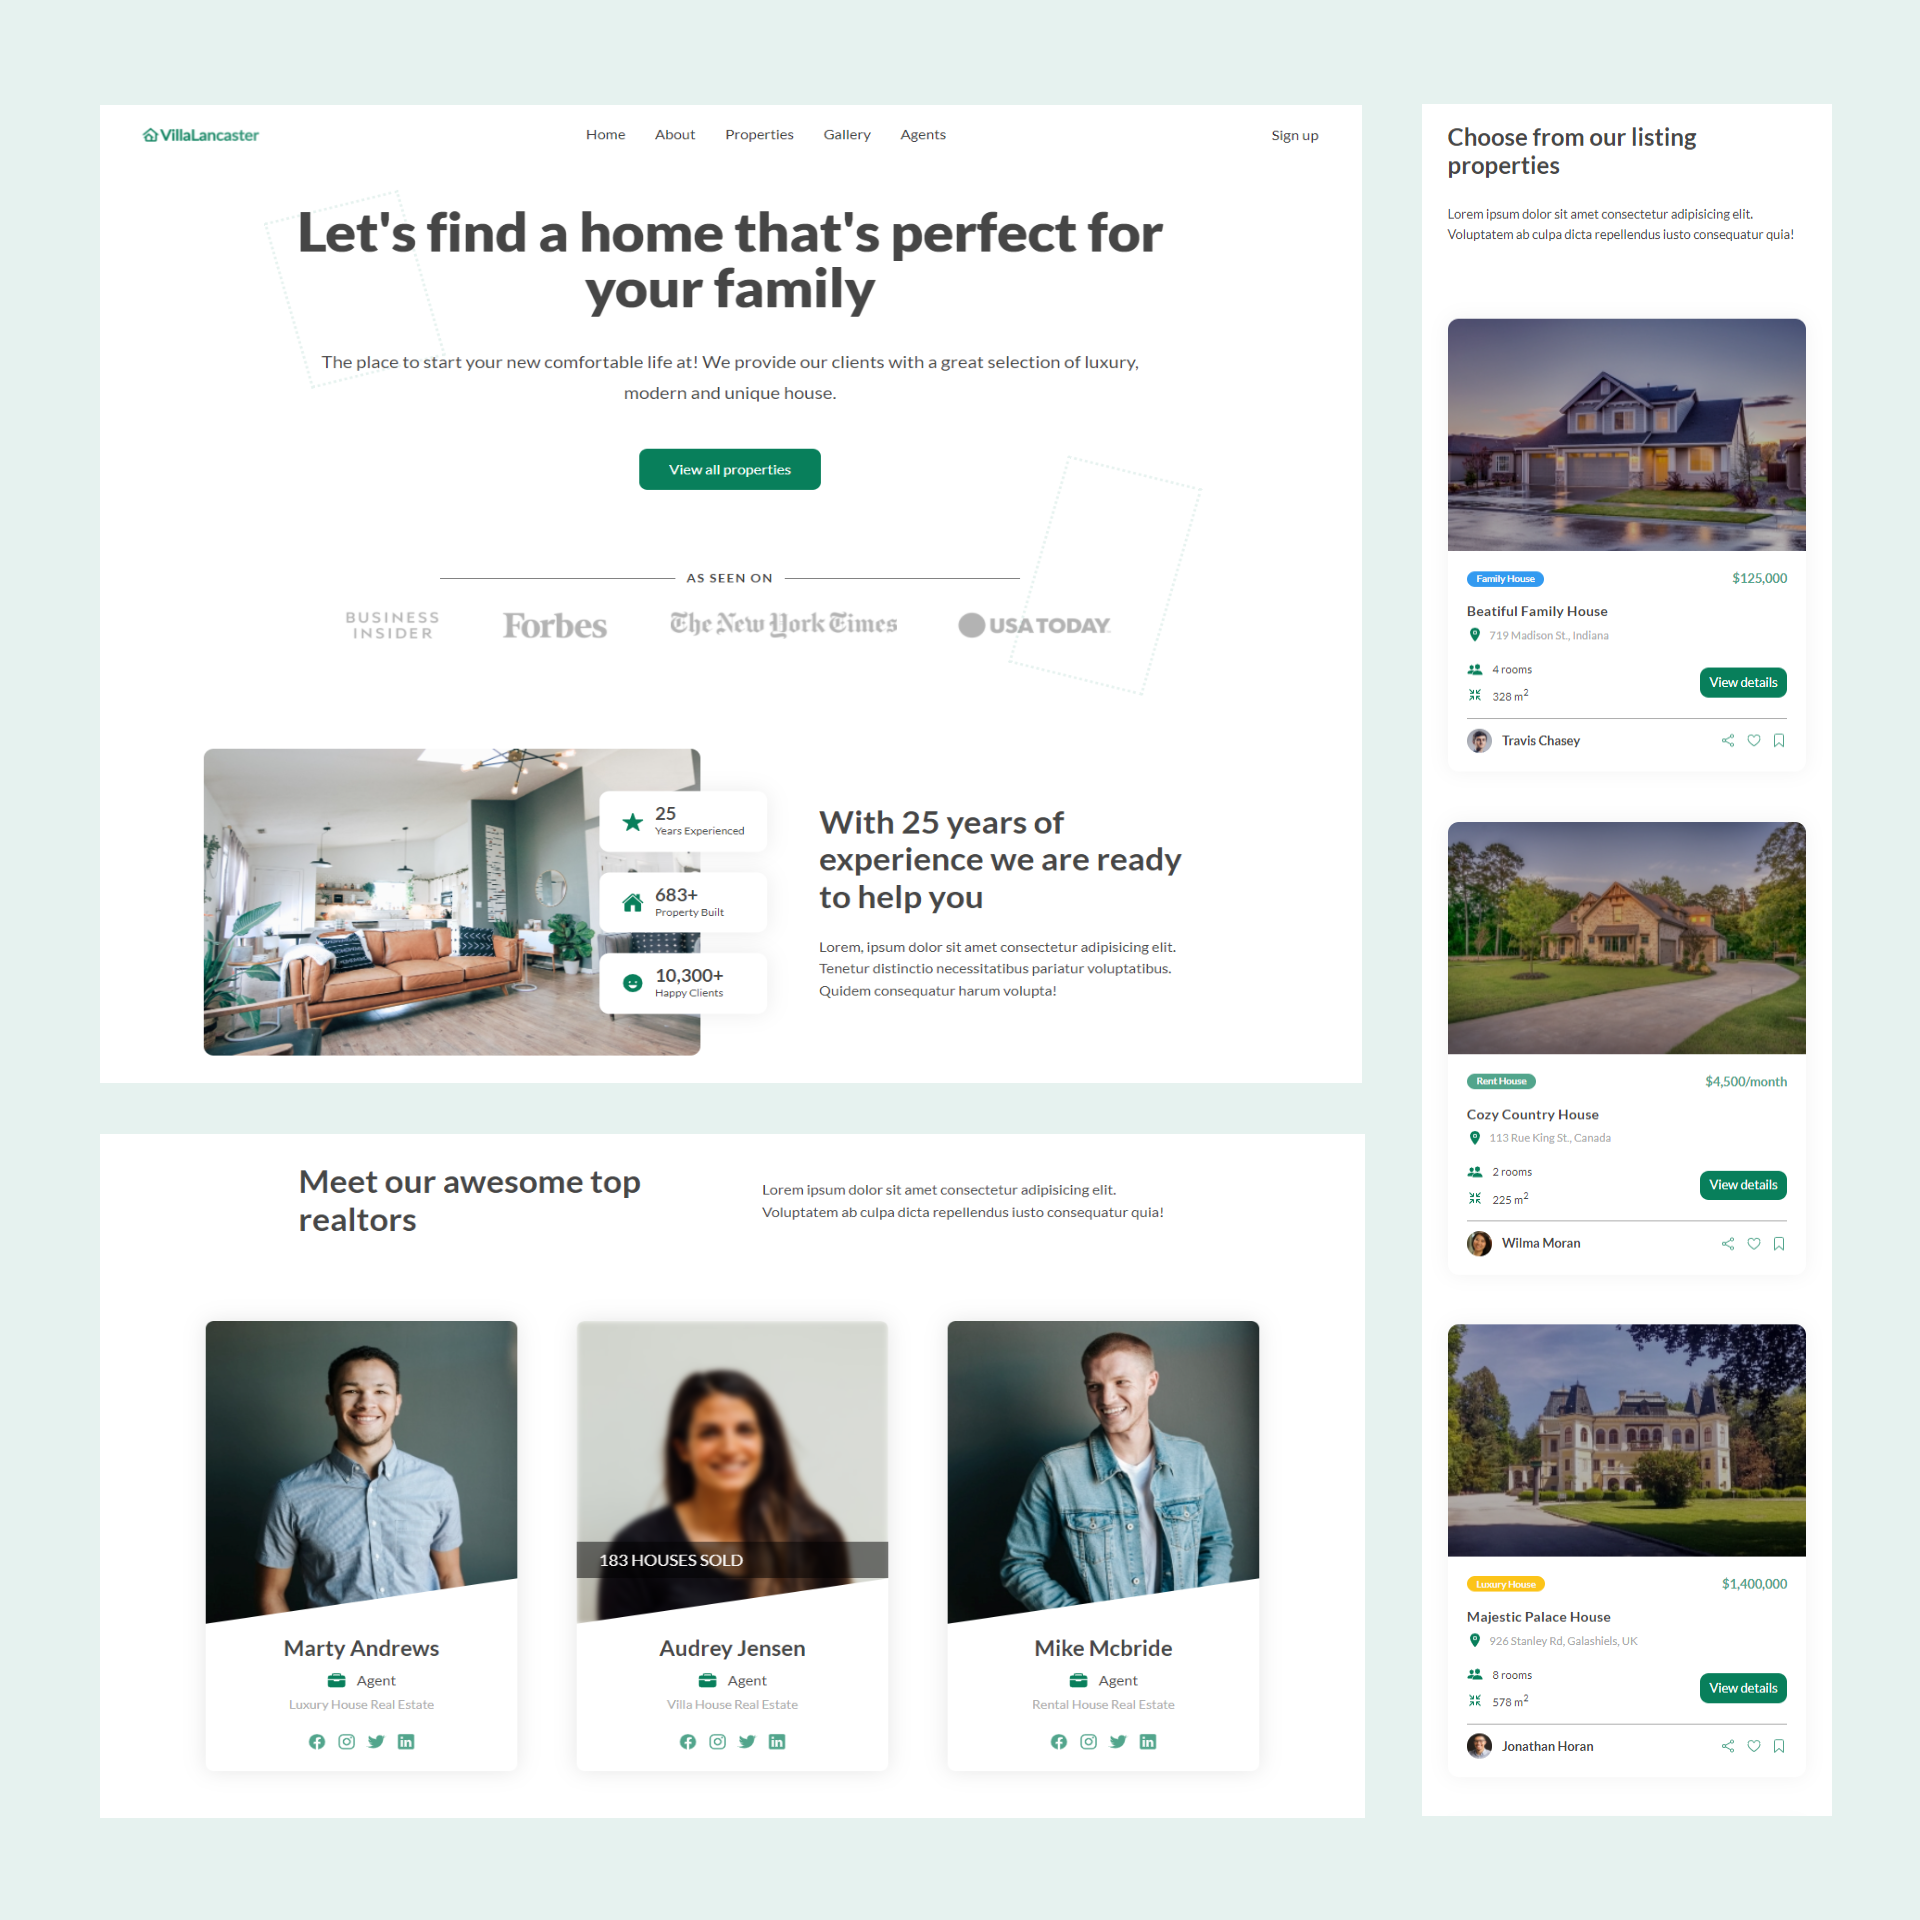 VillaLancaster
Home About Properties Gallery Agents
Sign up
Let's find a home that's perfect for
your family
The place to start your new comfortable life at! We provide our clients with a great selection of luxury,
modern and unique house.
View all properties
AS SEEN ON
BUSINESS
INSIDER
Forbes
The New York Times
USA TODAY
25
Years Experienced
683+
Property Built
10,300+
Happy Clients
With 25 years of
experience we are ready
to help you
Lorem, ipsum dolor sit amet consectetur adipisicing elit.
Tenetur distinctio necessitatibus pariatur voluptatibus.
Quidem consequatur harum volupta!
Meet our awesome top
realtors
Lorem ipsum dolor sit amet consectetur adipisicing elit.
Voluptatem ab culpa dicta repellendus iusto consequatur quia!
Marty Andrews
Agent
Luxury House Real Estate
183 HOUSES SOLD
Audrey Jensen
Agent
Villa House Real Estate
Mike Mcbride
Agent
Rental House Real Estate
Choose from our listing
properties
Lorem ipsum dolor sit amet consectetur adipisicing elit.
Voluptatem ab culpa dicta repellendus iusto consequatur quia!
Family House
$125,000
Beatiful Family House
719 Madison St., Indiana
4 rooms
328 m²
View details
Travis Chasey
Rent House
$4,500/month
Cozy Country House
113 Rue King St., Canada
2 rooms
225 m²
View details
Wilma Moran
Luxury House
$1,400,000
Majestic Palace House
926 Stanley Rd, Galashiels, UK
8 rooms
578 m²
View details
Jonathan Horan